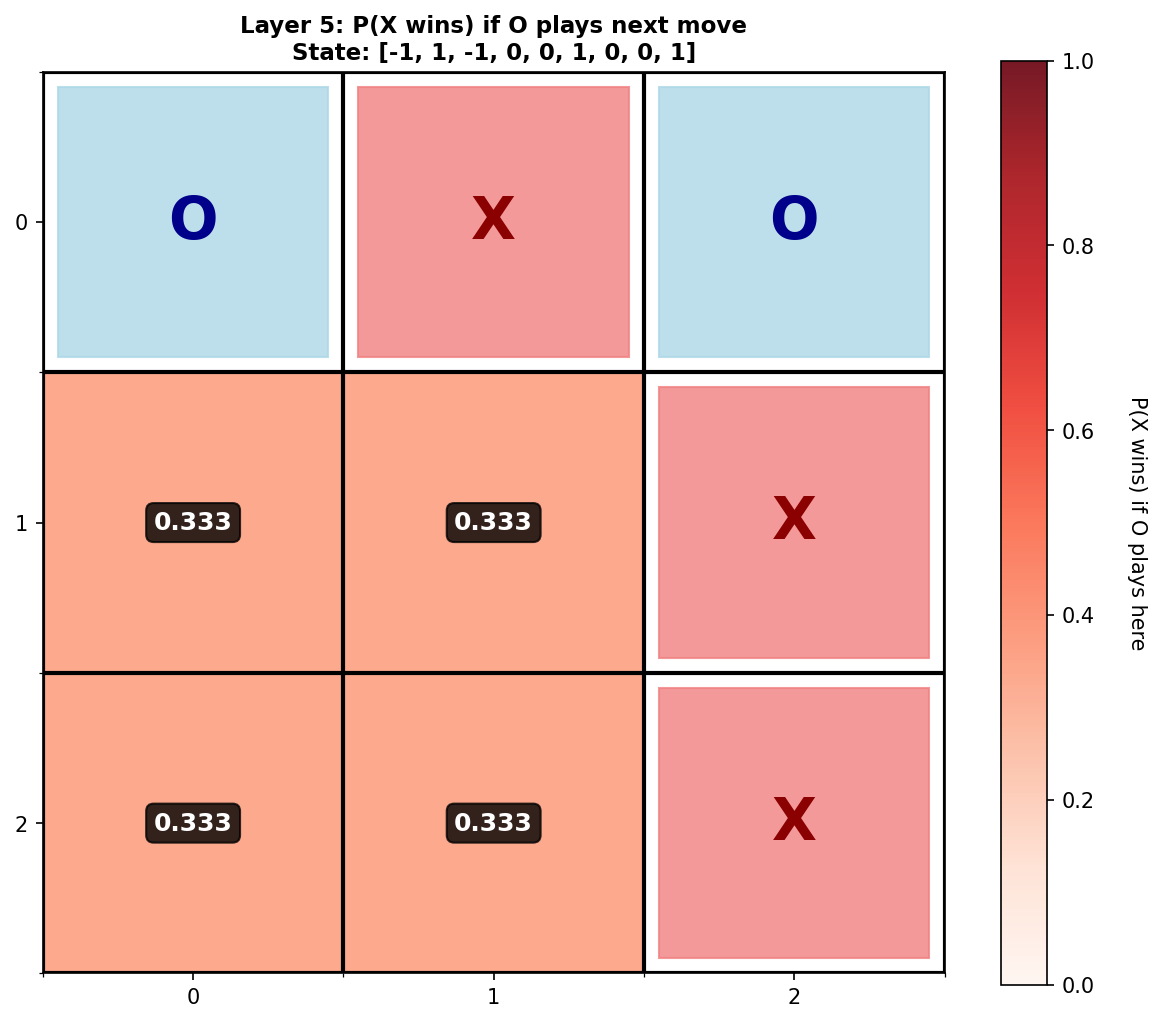 Layer 5: P(X wins) if O plays next move
State: [-1, 1, -1, 0, 0, 1, 0, 0, 1]
O X O
0
0.333 0.333 X
1
0.333 0.333 X
2
0 1 2
1.0
0.8
0.6
0.4
0.2
0.0
P(X wins) if O plays here